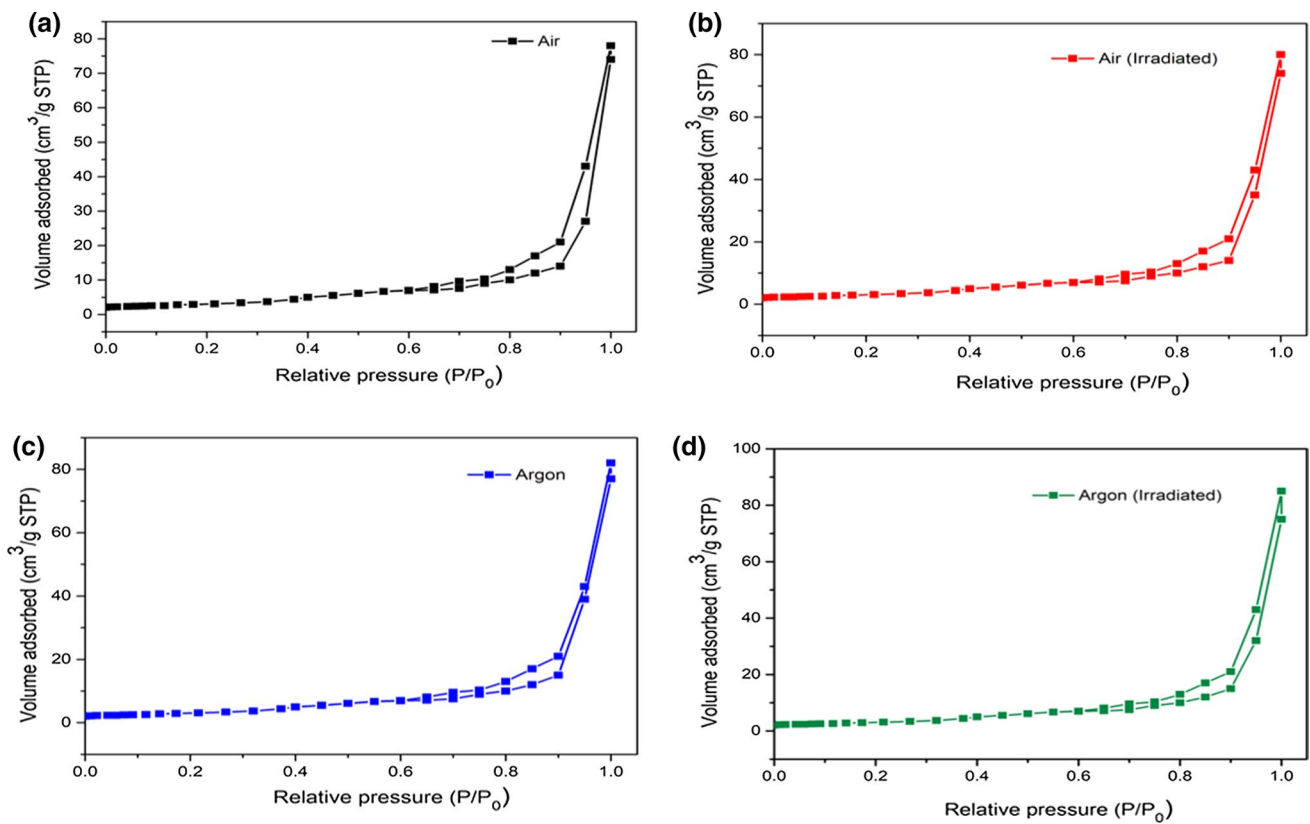 (a)
Air
Volume adsorbed (cm³/g STP)
80
70
60
50
40
30
20
10
0
0.0 0.2 0.4 0.6 0.8 1.0
Relative pressure (P/P₀)
(b)
Air (Irradiated)
Volume adsorbed (cm³/g STP)
80
60
40
20
0
0.0 0.2 0.4 0.6 0.8 1.0
Relative pressure (P/P₀)
(c)
Argon
Volume adsorbed (cm³/g STP)
80
60
40
20
0
0.0 0.2 0.4 0.6 0.8 1.0
Relative pressure (P/P₀)
(d)
Argon (Irradiated)
Volume adsorbed (cm³/g STP)
100
80
60
40
20
0
0.0 0.2 0.4 0.6 0.8 1.0
Relative pressure (P/P₀)